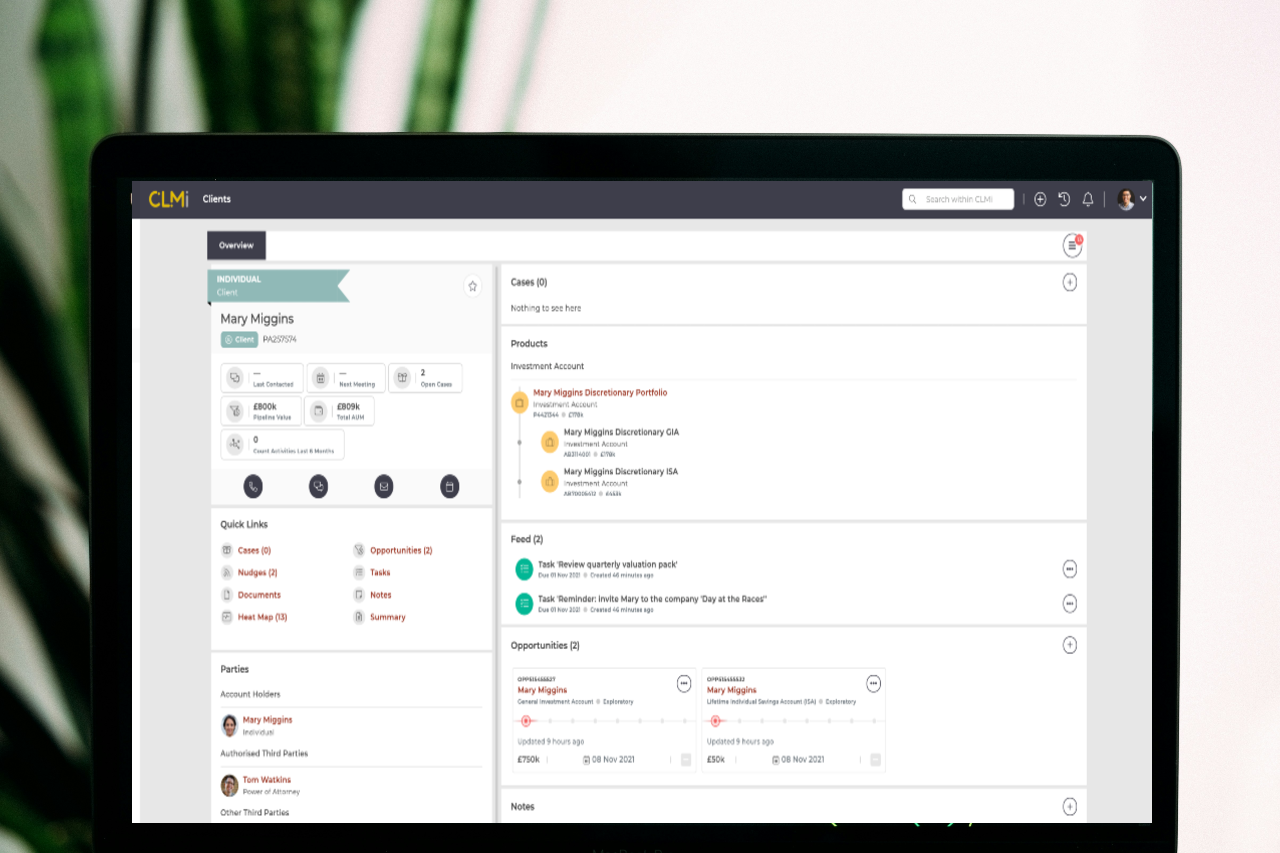 CLMi
Clients
Search within CLMi
Overview
INDIVIDUAL
Client
Mary Miggins
Client PA257574
—
Last Contacted
—
Next Meeting
2
Open Cases
£800k
Pipeline Value
£809k
Total AUM
0
Count Activities Last 6 Months
Quick Links
Cases (0)
Opportunities (2)
Nudges (2)
Tasks
Documents
Notes
Heat Map (13)
Summary
Parties
Account Holders
Mary Miggins
Individual
Authorised Third Parties
Tom Watkins
Power of Attorney
Other Third Parties
Cases (0)
Nothing to see here
Products
Investment Account
Mary Miggins Discretionary Portfolio
Investment Account
£178k
Mary Miggins Discretionary GIA
Investment Account
£178k
Mary Miggins Discretionary ISA
Investment Account
Feed (2)
Task 'Review quarterly valuation pack'
Due 01 Nov 2021 Created 46 minutes ago
Task 'Reminder: invite Mary to the company 'Day at the Races''
Due 01 Nov 2021 Created 46 minutes ago
Opportunities (2)
Mary Miggins
General Investment Account Exploratory
Updated 9 hours ago
£750k
08 Nov 2021
Mary Miggins
Lifetime Individual Savings Account (ISA) Exploratory
Updated 9 hours ago
£50k
08 Nov 2021
Notes